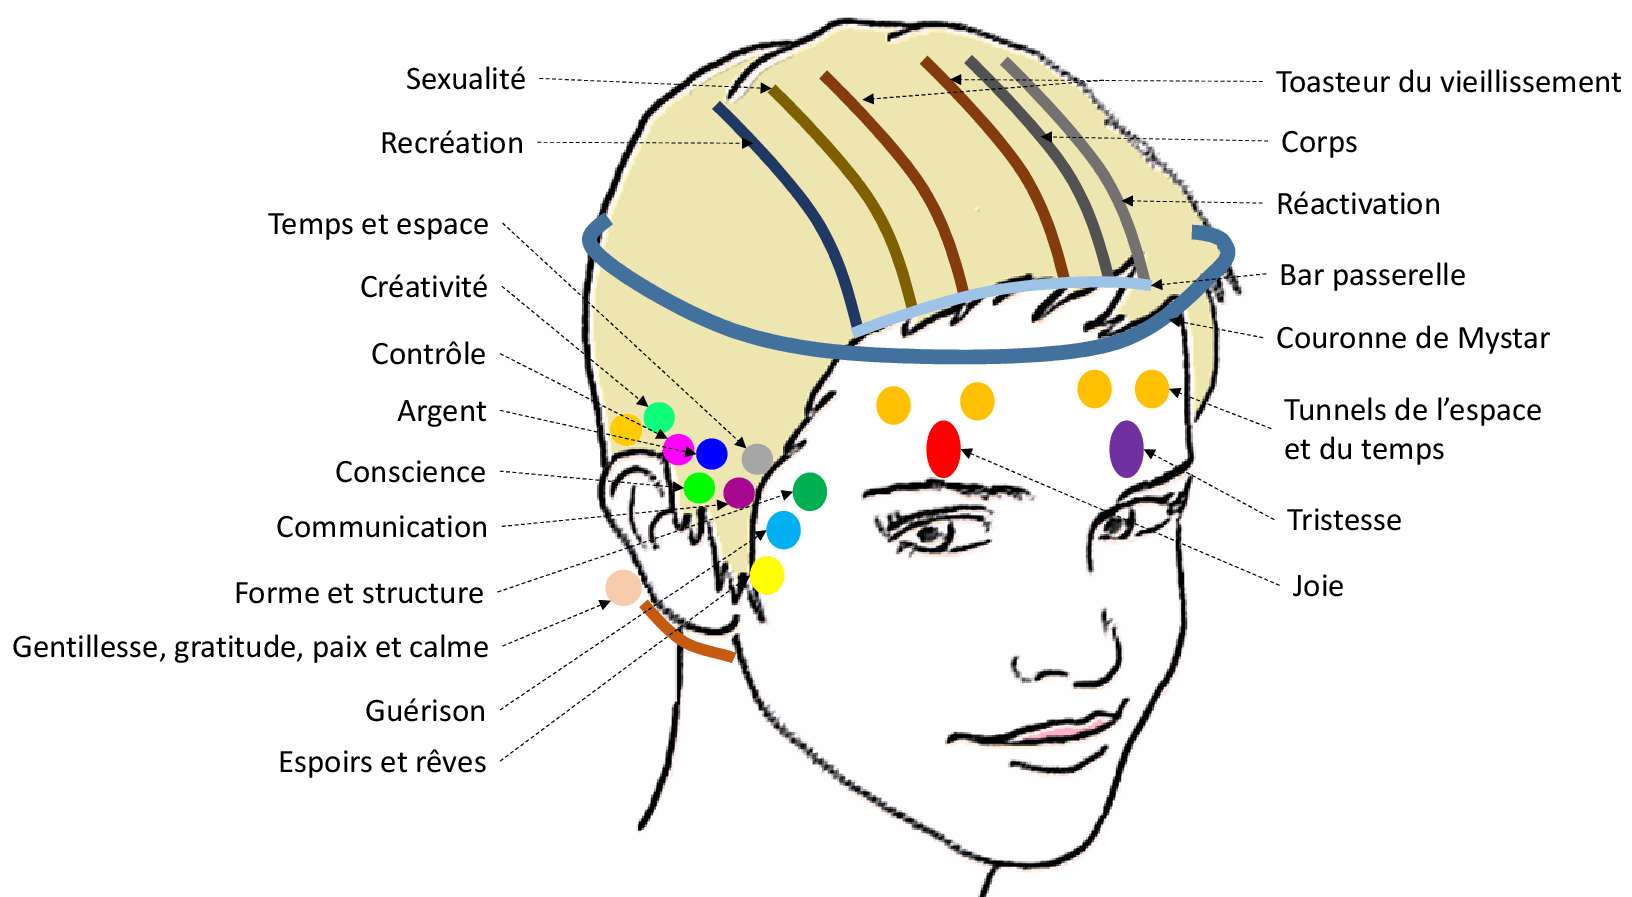 Sexualité
Recréation
Temps et espace
Créativité
Contrôle
Argent
Conscience
Communication
Forme et structure
Gentillesse, gratitude, paix et calme
Guérison
Espoirs et rêves
Toasteur du vieillissement
Corps
Réactivation
Bar passerelle
Couronne de Mystar
Tunnels de l’espace
et du temps
Tristesse
Joie